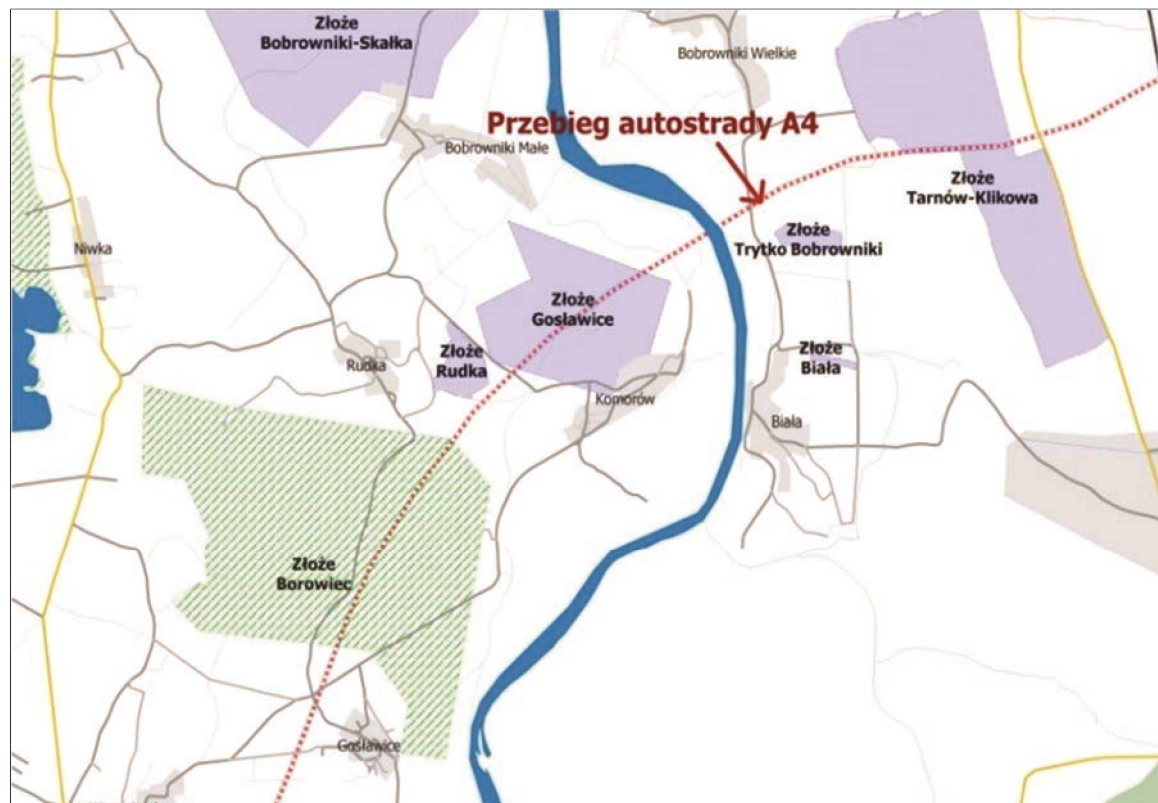 Złoże
Bobrowniki-Skałka
Bobrowniki Wielkie
Przebieg autostrady A4
Bobrowniki Małe
Złoże
Tarnów-Klikowa
Niwka
Złoże
Trytko Bobrowniki
Złożę
Gosławice
Złoże
Rudka
Rudka
Złoże
Biała
Komorów
Biała
Złoże
Borowiec
Gosławice